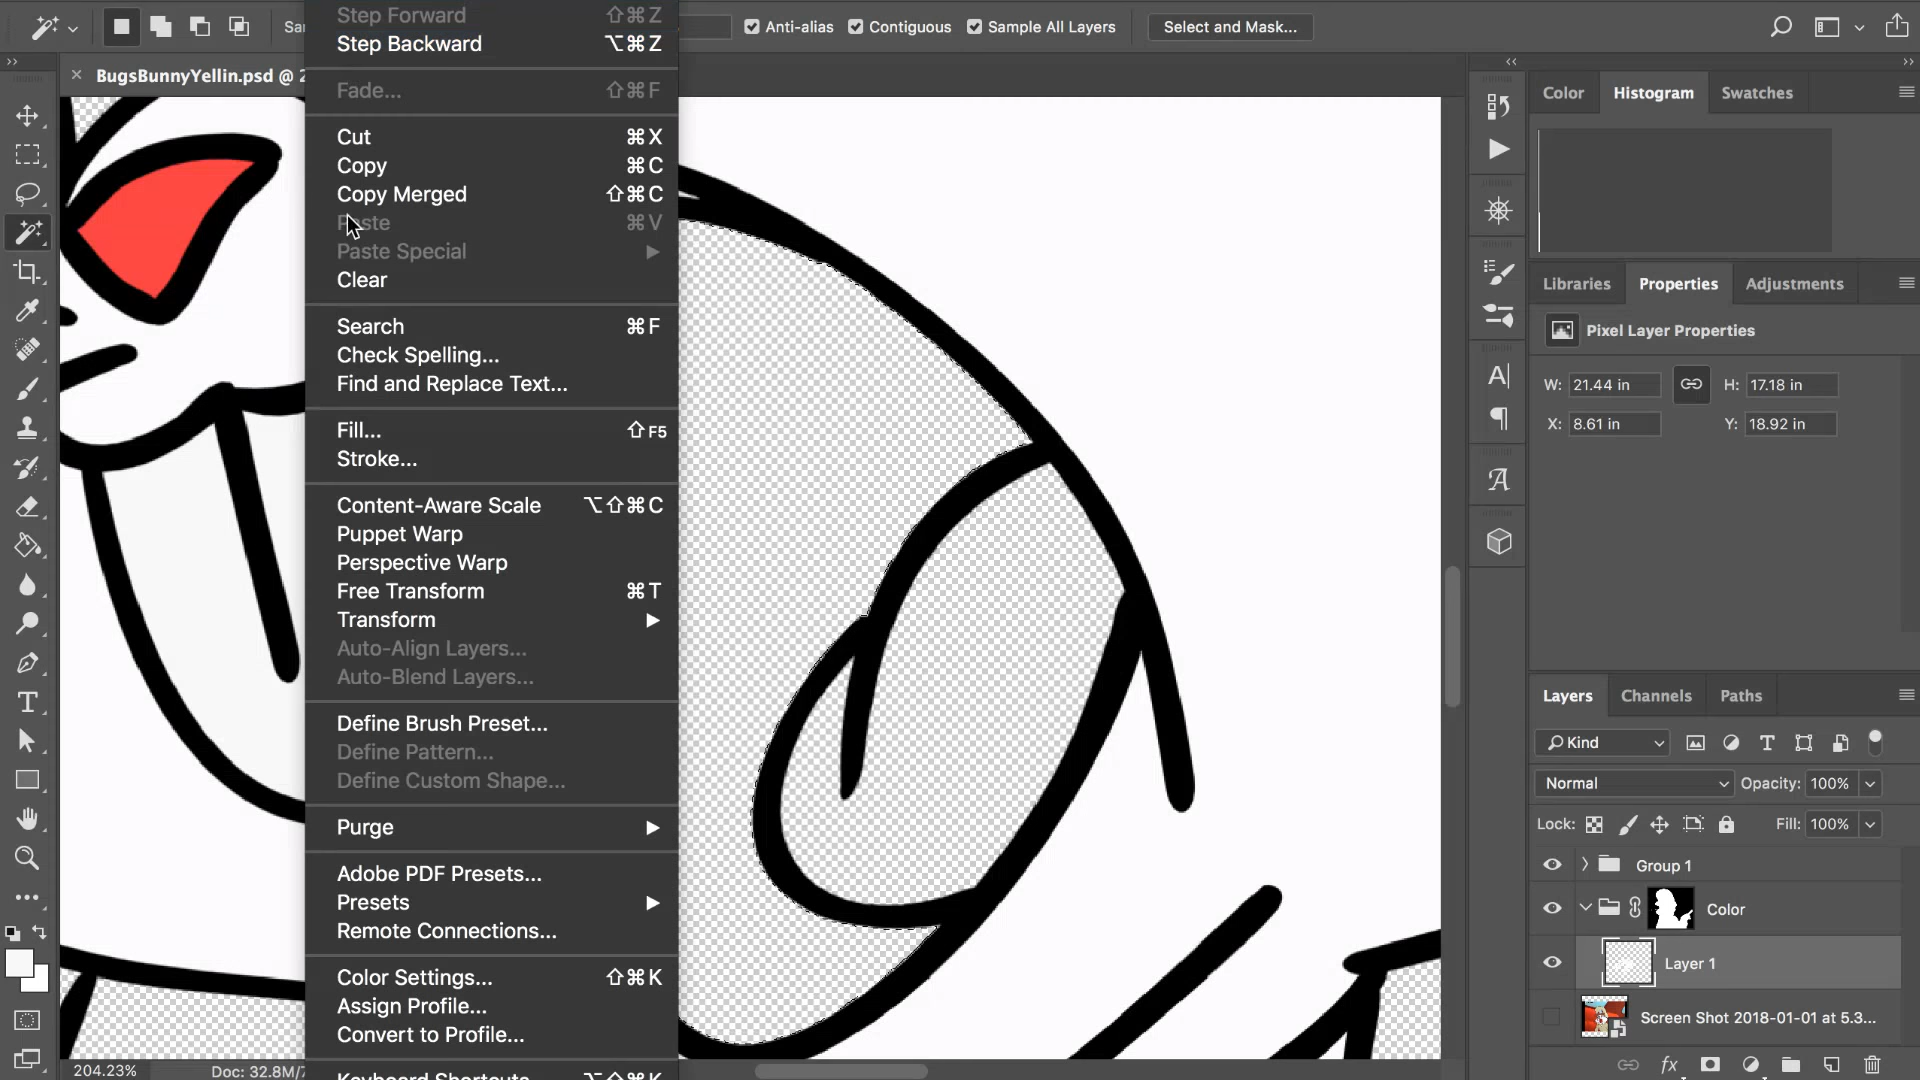 Anti-alias
Contiguous
Sample All Layers
Select and Mask...
BugsBunnyYellin.psd @
Step Forward ⇧⌘Z
Step Backward ⌥⌘Z
Fade... ⇧⌘F
Cut ⌘X
Copy ⌘C
Copy Merged ⇧⌘C
Paste ⌘V
Paste Special
Clear
Search ⌘F
Check Spelling...
Find and Replace Text...
Fill... ⇧F5
Stroke...
Content-Aware Scale ⌥⇧⌘C
Puppet Warp
Perspective Warp
Free Transform ⌘T
Transform
Auto-Align Layers...
Auto-Blend Layers...
Define Brush Preset...
Define Pattern...
Define Custom Shape...
Purge
Adobe PDF Presets...
Presets
Remote Connections...
Color Settings... ⇧⌘K
Assign Profile...
Convert to Profile...
Keyboard Shortcuts... ⌥⇧⌘K
204.23% Doc: 32.8M/
Color Histogram Swatches
Libraries Properties Adjustments
Pixel Layer Properties
W: 21.44 in H: 17.18 in
X: 8.61 in Y: 18.92 in
Layers Channels Paths
Kind
Normal Opacity: 100%
Lock: Fill: 100%
Group 1
Color
Layer 1
Screen Shot 2018-01-01 at 5.3...
fx